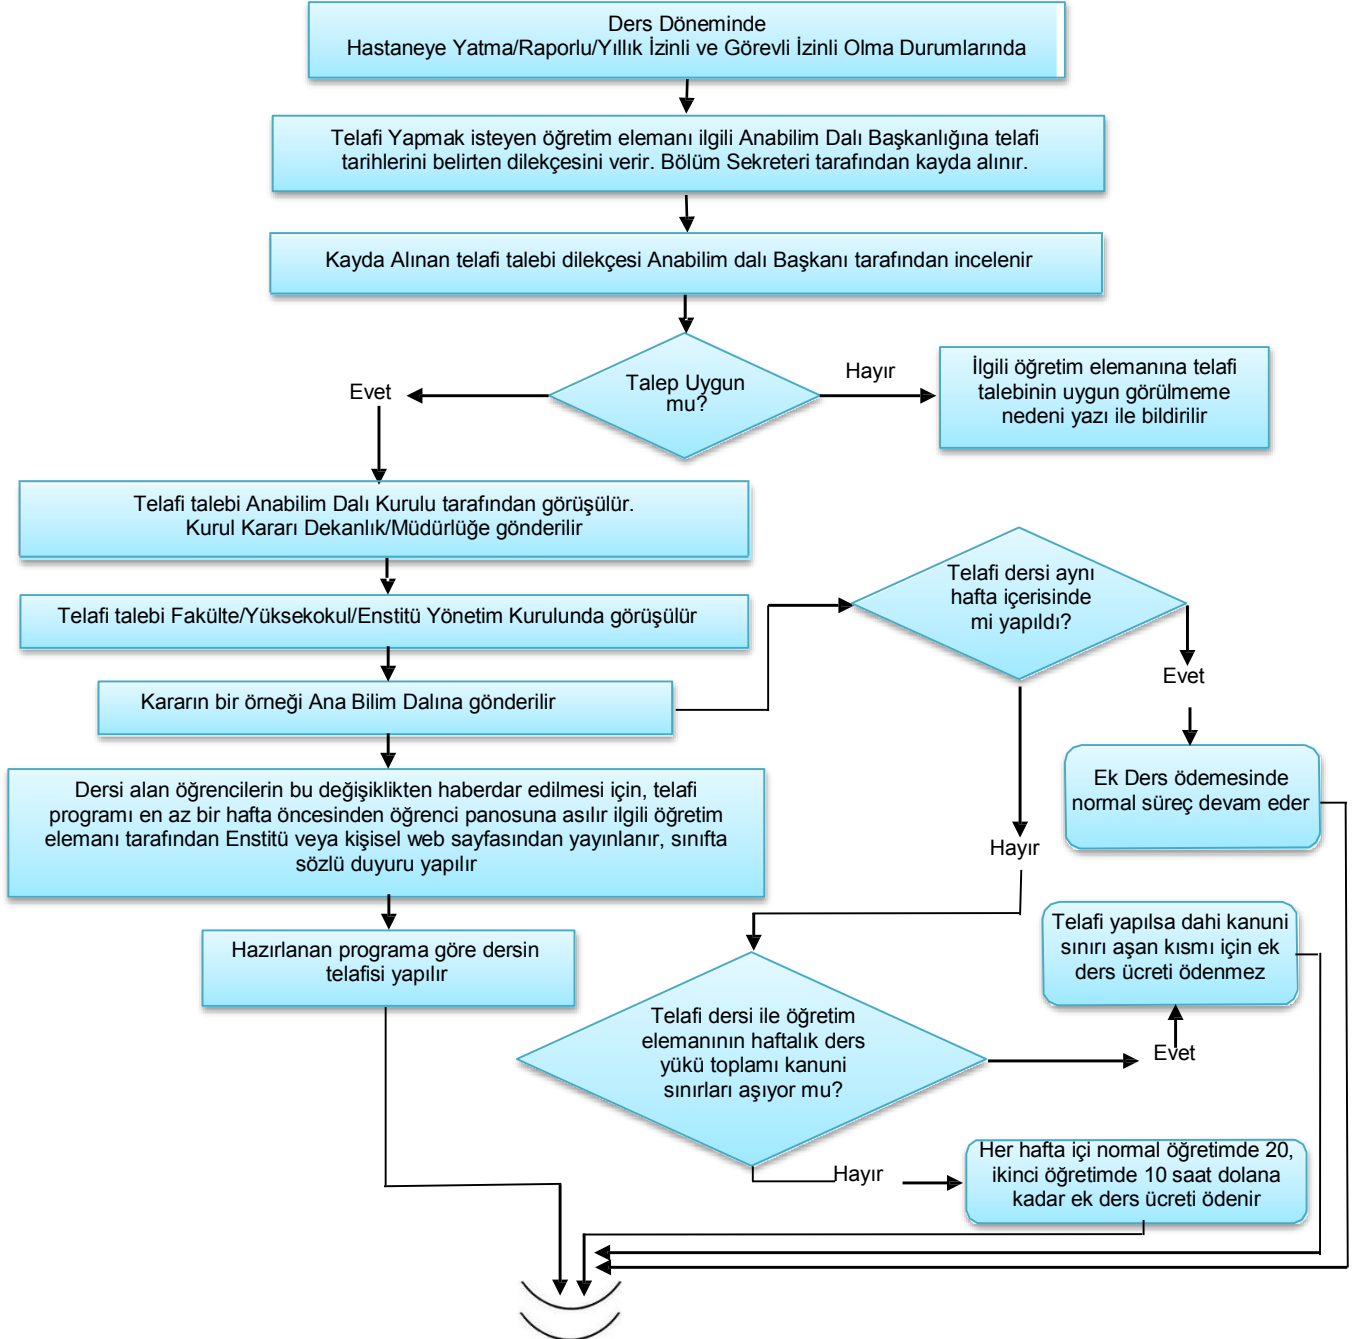 Ders Döneminde
Hastaneye Yatma/Raporlu/Yıllık İzinli ve Görevli İzinli Olma Durumlarında
Telafi Yapmak isteyen öğretim elemanı ilgili Anabilim Dalı Başkanlığına telafi
tarihlerini belirten dilekçesini verir. Bölüm Sekreteri tarafından kayda alınır.
Kayda Alınan telafi talebi dilekçesi Anabilim dalı Başkanı tarafından incelenir
Talep Uygun
mu?
Evet
Hayır
İlgili öğretim elemanına telafi
talebinin uygun görülmeme
nedeni yazı ile bildirilir
Telafi talebi Anabilim Dalı Kurulu tarafından görüşülür.
Kurul Kararı Dekanlık/Müdürlüğe gönderilir
Telafi talebi Fakülte/Yüksekokul/Enstitü Yönetim Kurulunda görüşülür
Kararın bir örneği Ana Bilim Dalına gönderilir
Telafi dersi aynı
hafta içerisinde
mi yapıldı?
Evet
Ek Ders ödemesinde
normal süreç devam eder
Dersi alan öğrencilerin bu değişiklikten haberdar edilmesi için, telafi
programı en az bir hafta öncesinden öğrenci panosuna asılır ilgili öğretim
elemanı tarafından Enstitü veya kişisel web sayfasından yayınlanır, sınıfta
sözlü duyuru yapılır
Hayır
Hazırlanan programa göre dersin
telafisi yapılır
Telafi yapılsa dahi kanuni
sınırı aşan kısmı için ek
ders ücreti ödenmez
Telafi dersi ile öğretim
elemanının haftalık ders
yükü toplamı kanuni
sınırları aşıyor mu?
Evet
Hayır
Her hafta içi normal öğretimde 20,
ikinci öğretimde 10 saat dolana
kadar ek ders ücreti ödenir